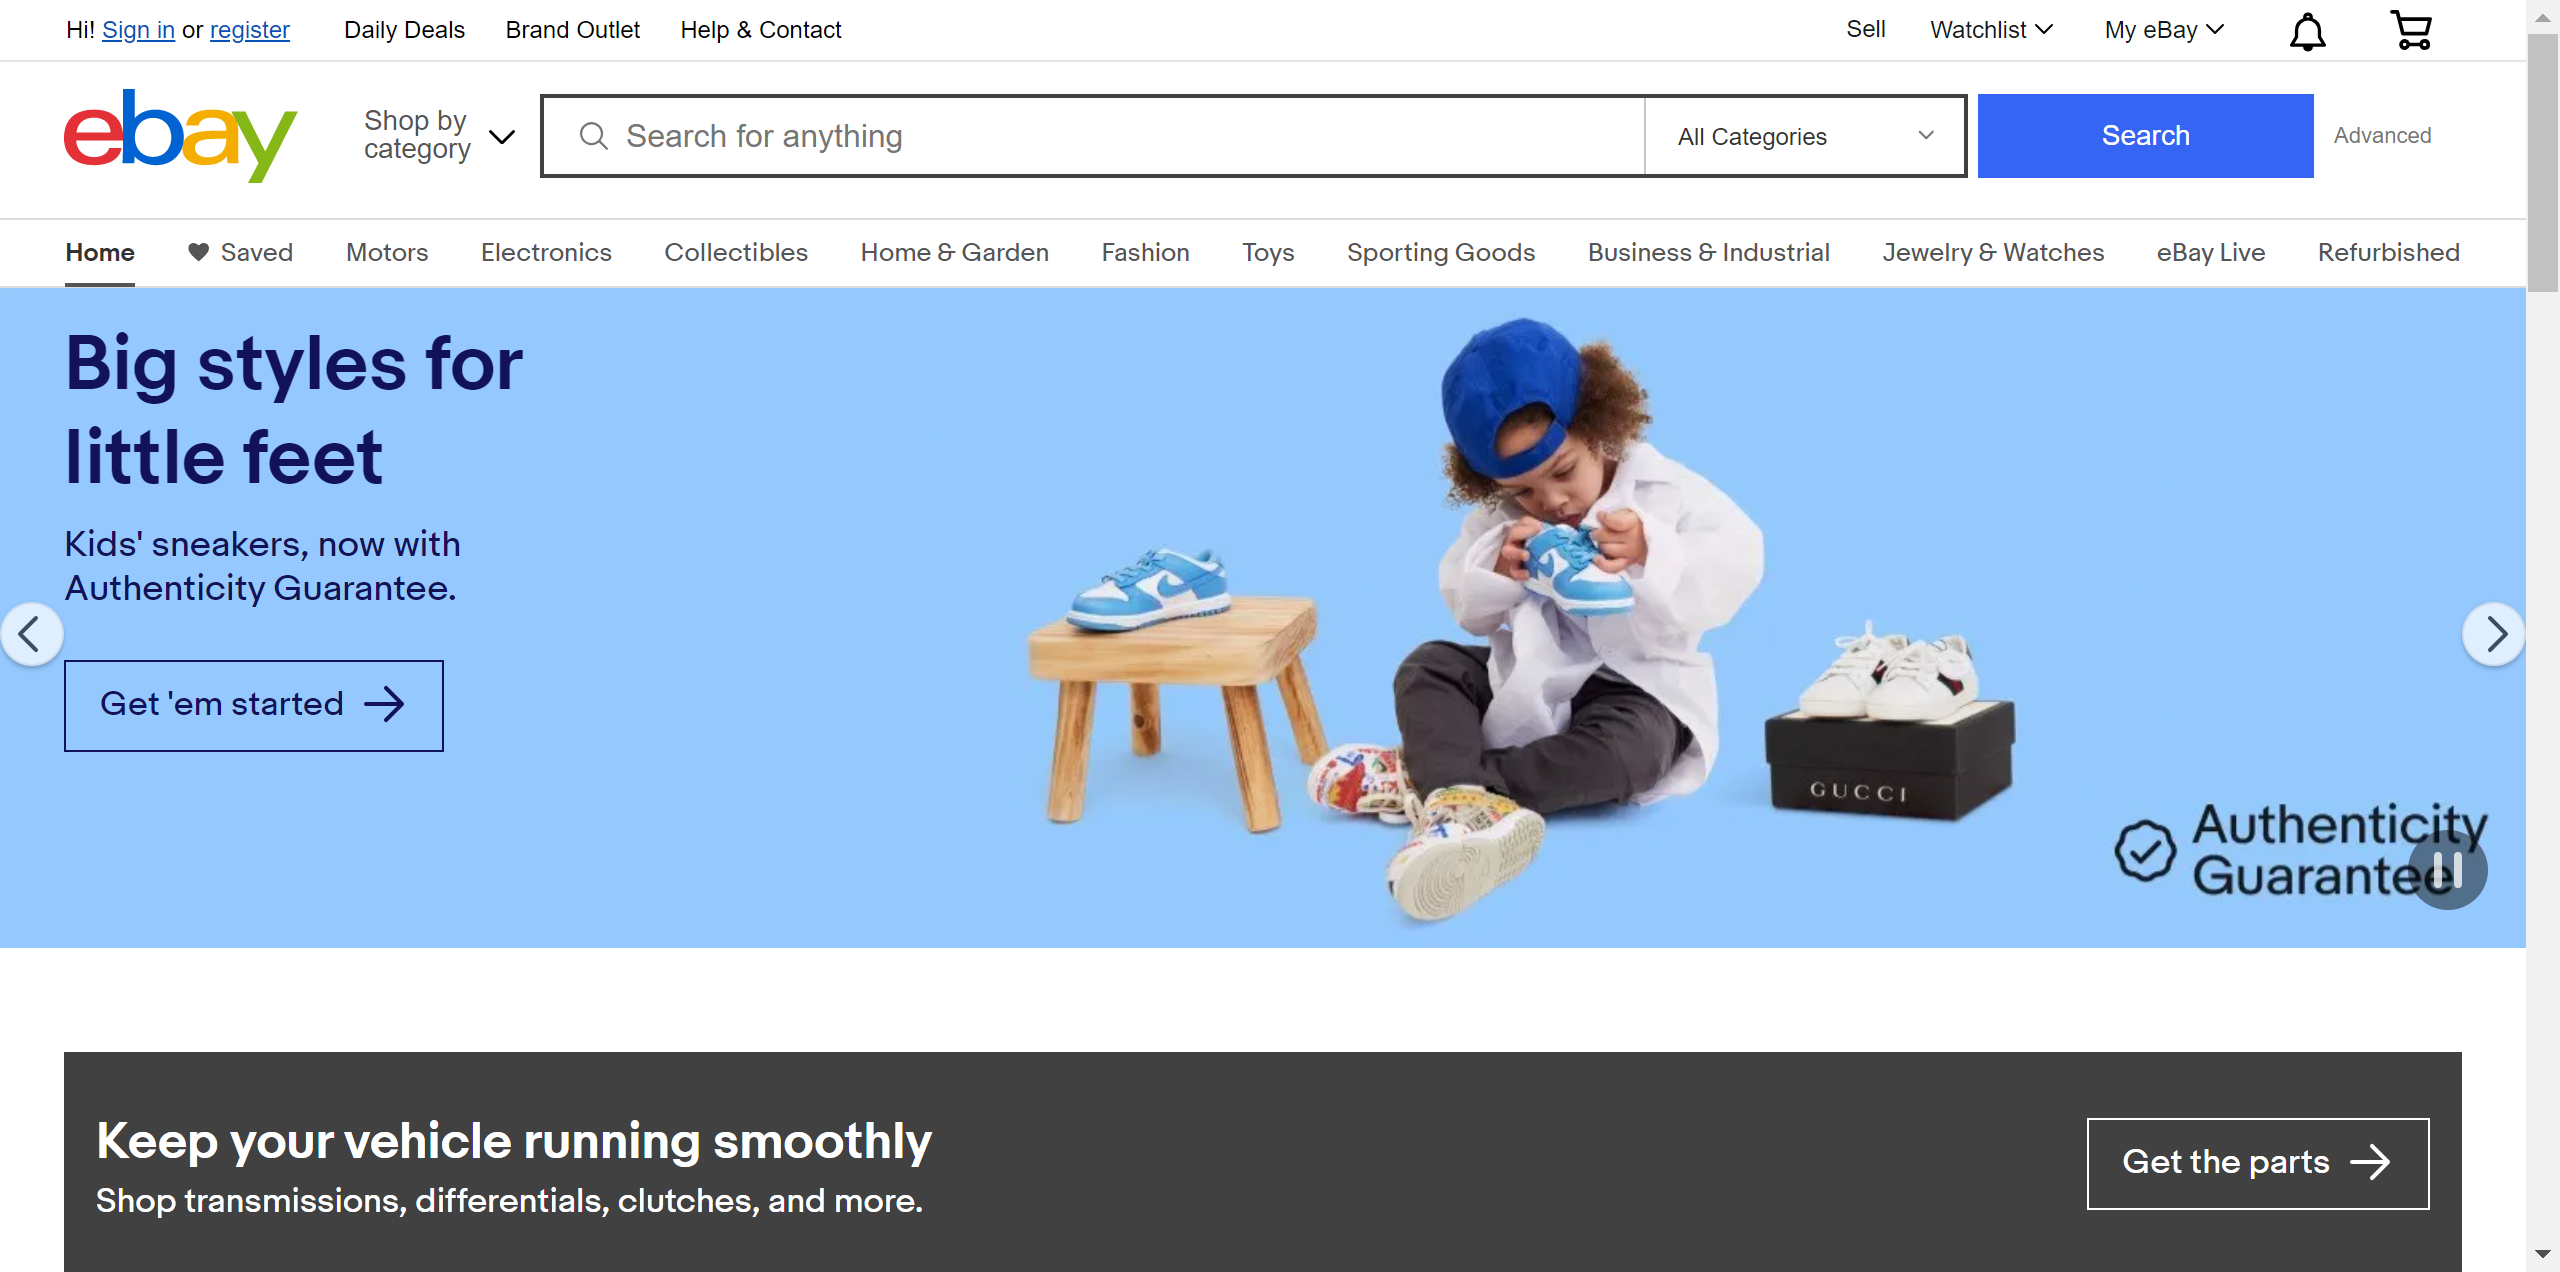 Hi! Sign in or register Daily Deals Brand Outlet Help & Contact Sell Watchlist My eBay
ebay
Shop by
category
Search for anything All Categories Search Advanced
Home Saved Motors Electronics Collectibles Home & Garden Fashion Toys Sporting Goods Business & Industrial Jewelry & Watches eBay Live Refurbished
Big styles for
little feet
Kids' sneakers, now with
Authenticity Guarantee.
Get 'em started
GUCCI
Authenticity
Guarantee
Keep your vehicle running smoothly
Shop transmissions, differentials, clutches, and more.
Get the parts